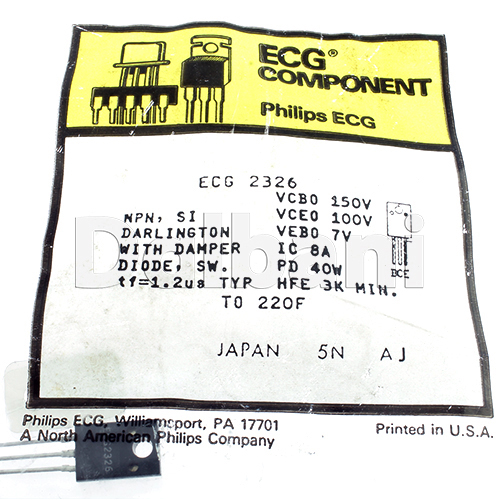 ECG®
COMPONENT
Philips ECG
ECG 2326
VCBO 150V
NPN, SI VCEO 100V
DARLINGTON VEBO 7V
WITH DAMPER IC 8A
DIODE, SW. PD 40W BCE
tf=1.2us TYP HFE 3K MIN.
TO 220F
Dalbani
JAPAN 5N AJ
Philips ECG, Williamsport, PA 17701
A North American Philips Company
Printed in U.S.A.
2326